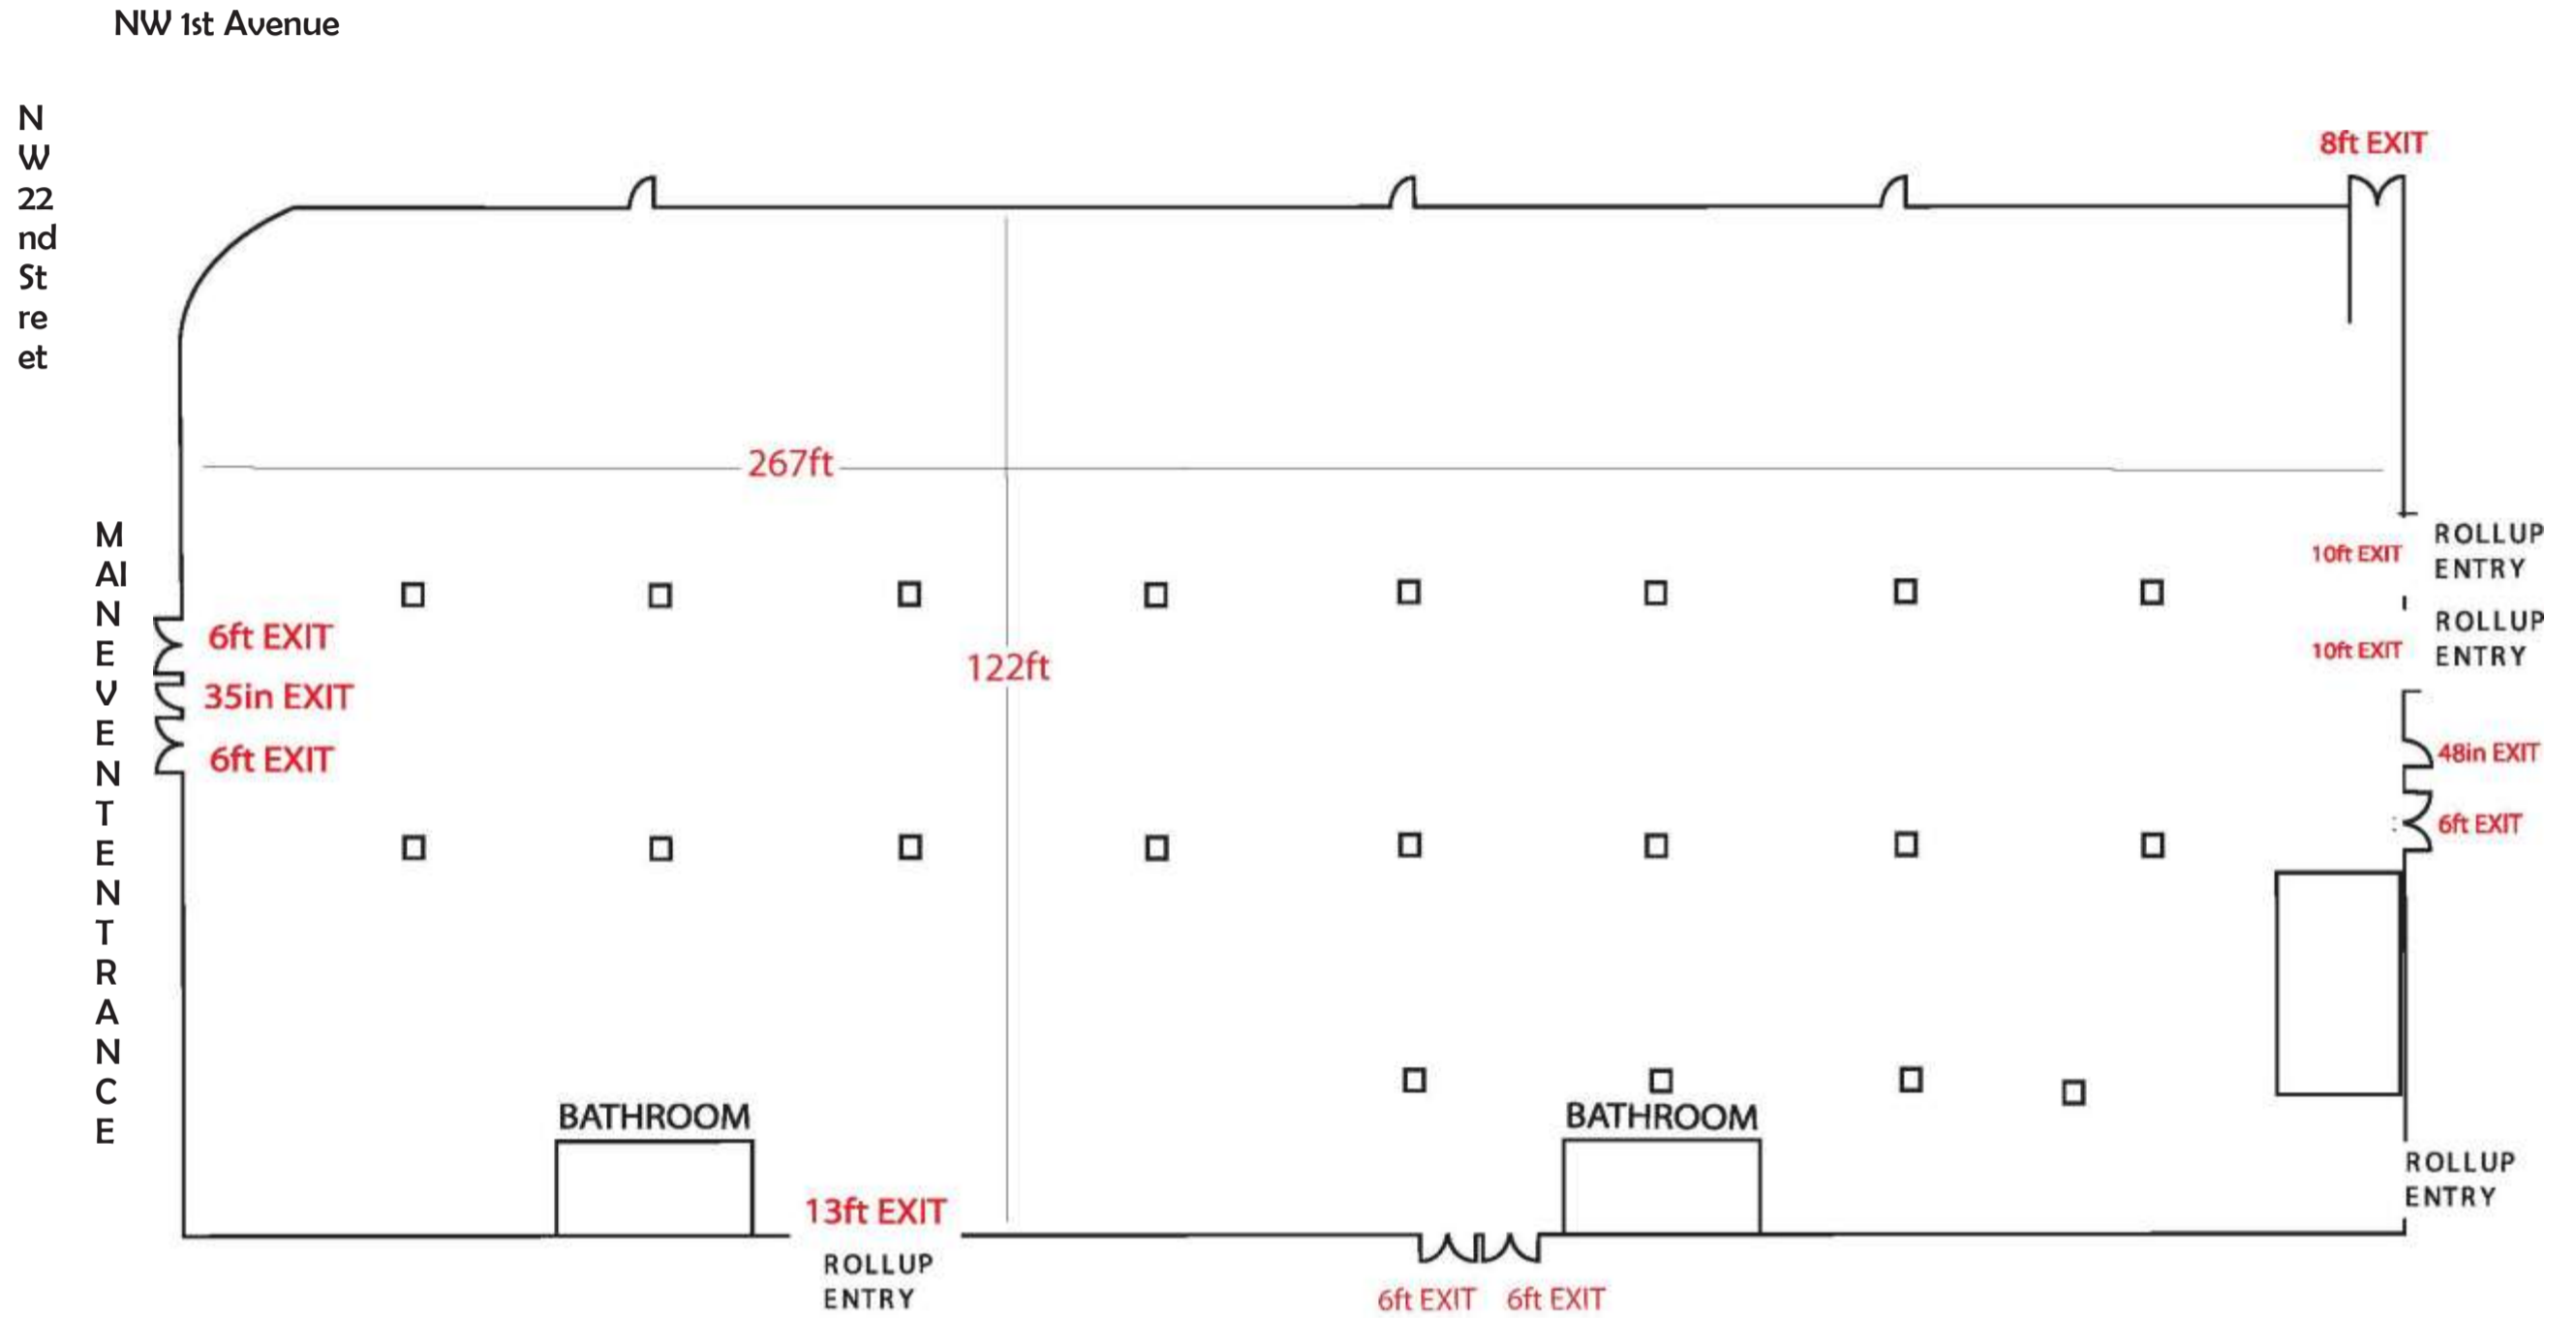 NW 1st Avenue
N
W
22
nd
St
re
et
8ft EXIT
267ft
M
AI
N
E
V
E
N
T
E
N
T
R
A
N
C
E
ROLLUP
ENTRY
10ft EXIT
ROLLUP
ENTRY
10ft EXIT
6ft EXIT
35in EXIT
6ft EXIT
122ft
48in EXIT
6ft EXIT
BATHROOM
BATHROOM
13ft EXIT
ROLLUP
ENTRY
ROLLUP
ENTRY
6ft EXIT
6ft EXIT